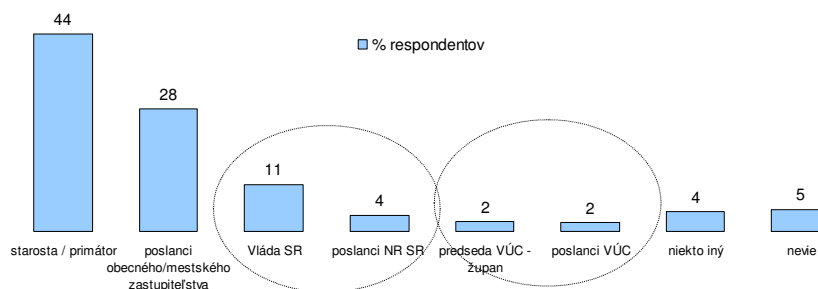 44
% respondentov
28
11
4
2
2
4
5
starosta / primátor
poslanci
obecného/mestského
zastupiteľstva
Vláda SR
poslanci NR SR
predseda VÚC -
župan
poslanci VÚC
niekto iný
nevie